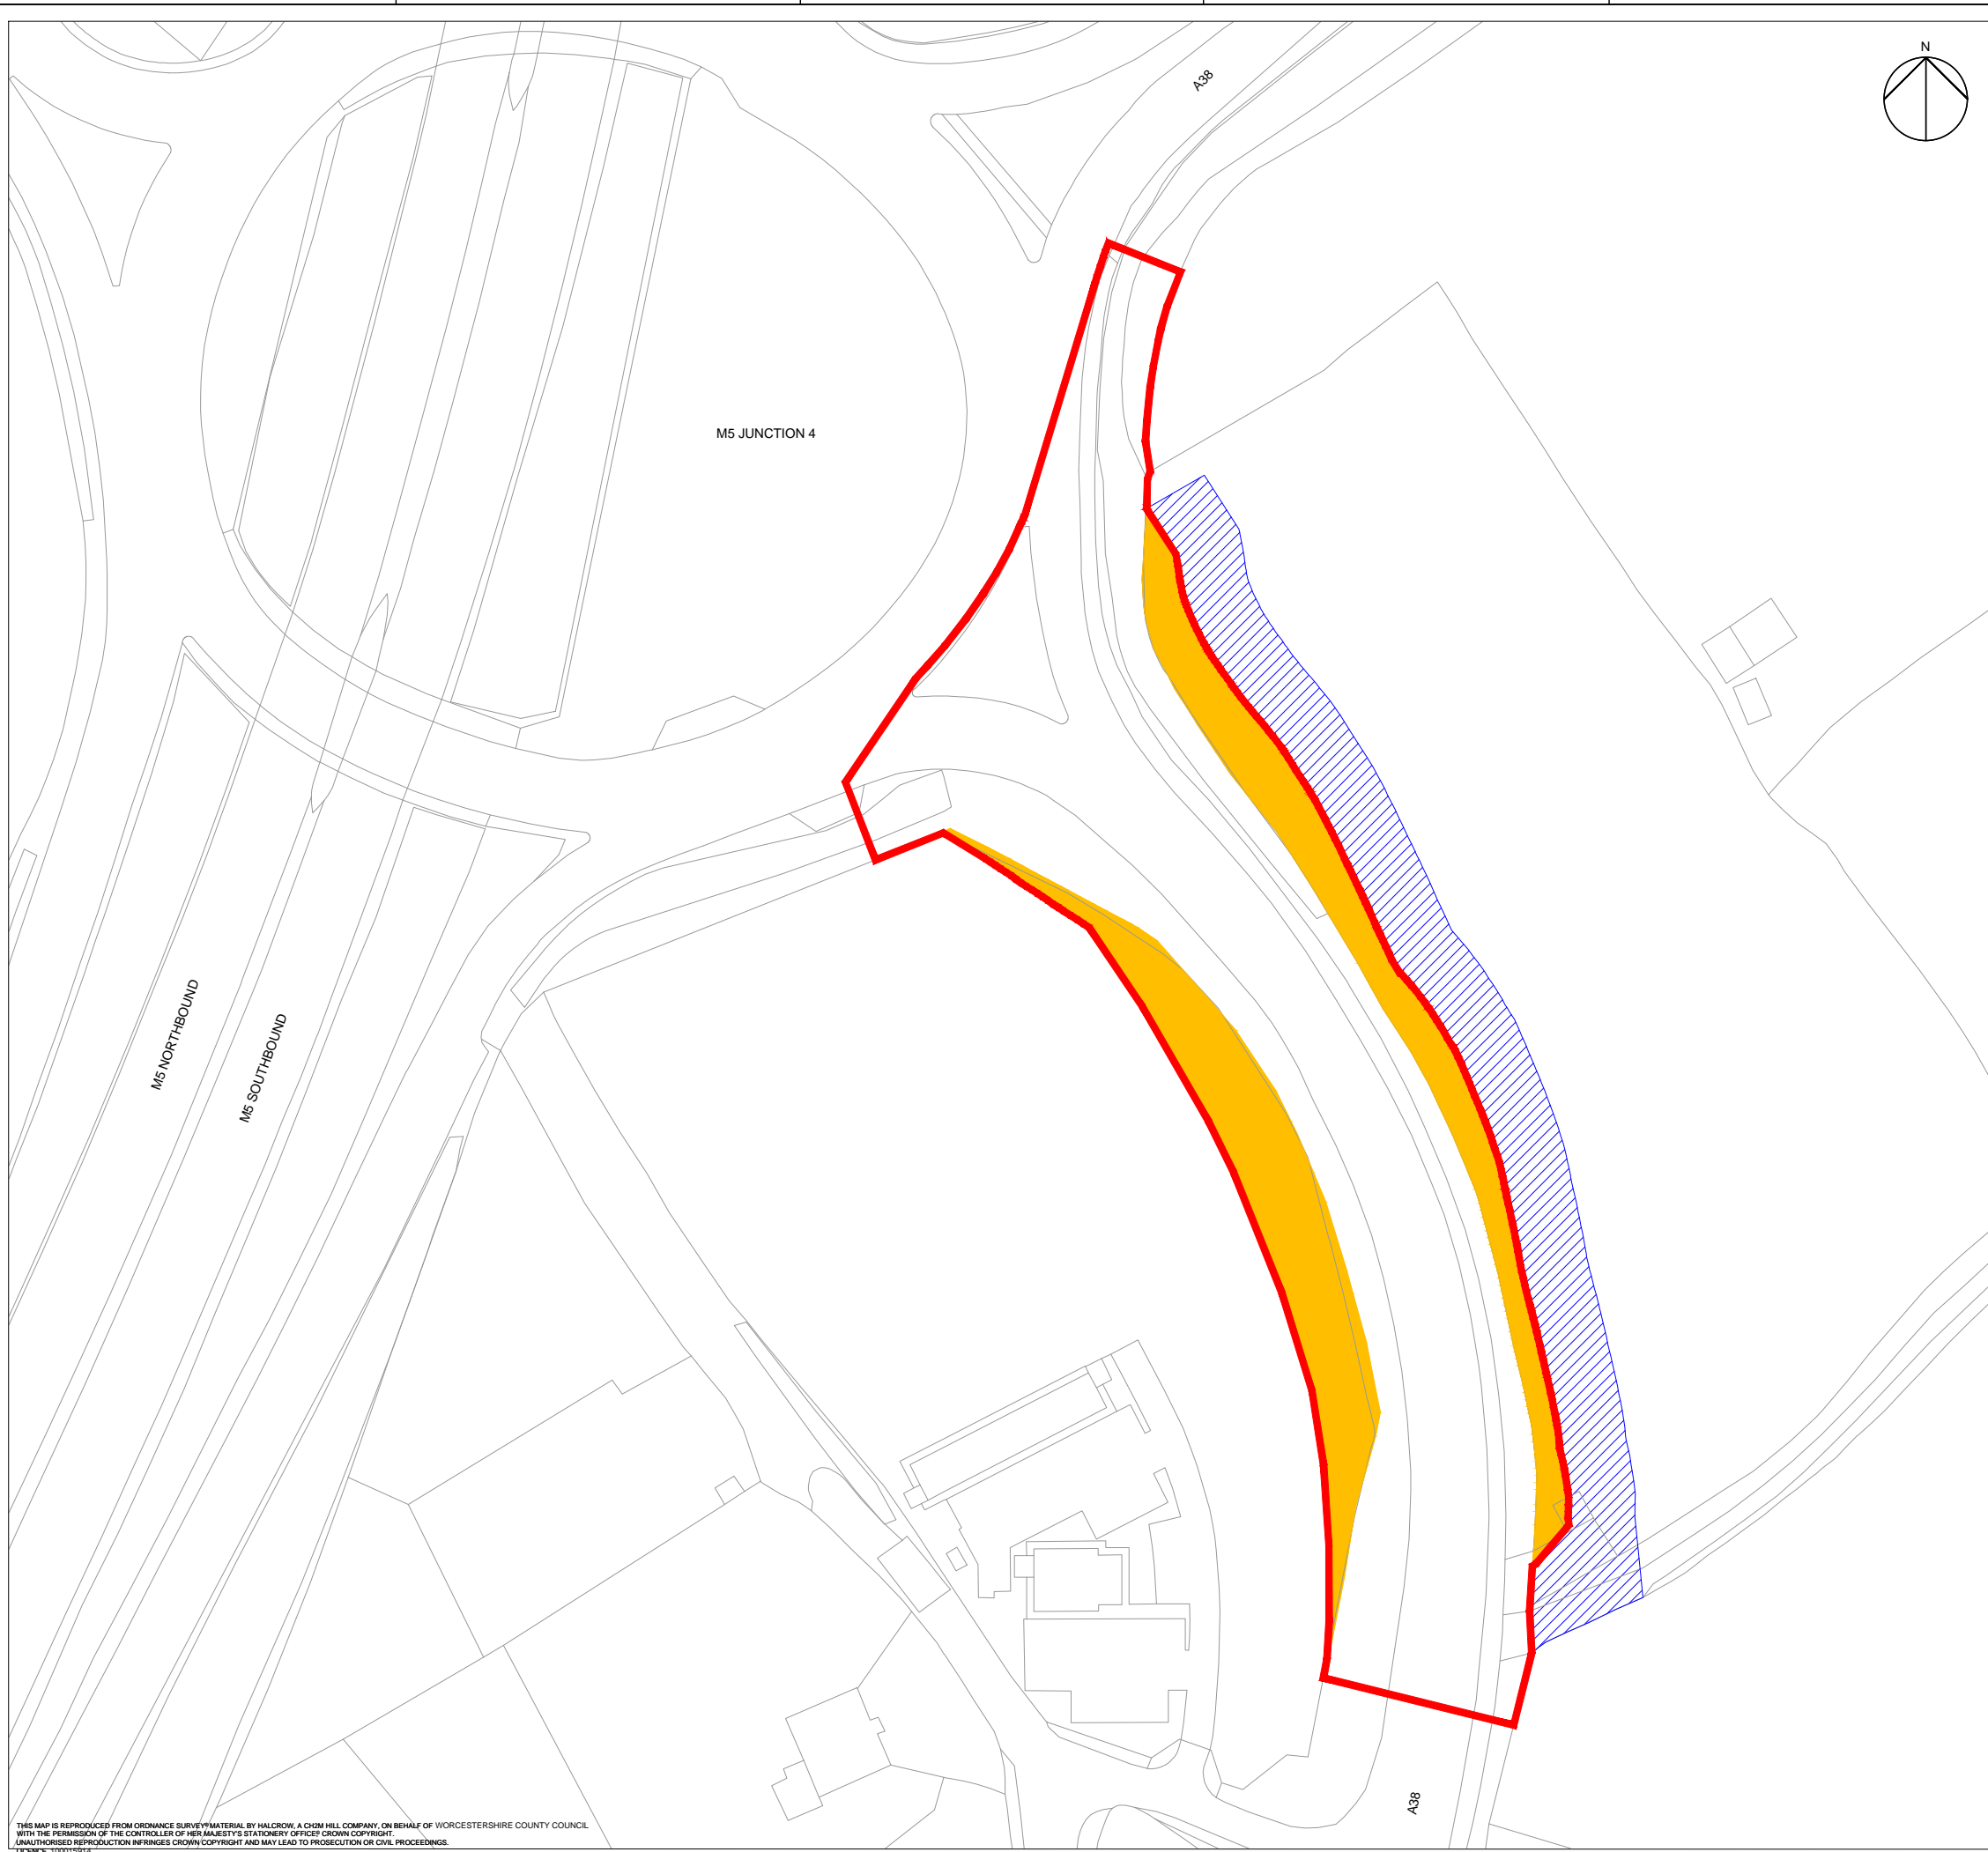 N
A38
M5 JUNCTION 4
M5 NORTHBOUND
M5 SOUTHBOUND
A38
THIS MAP IS REPRODUCED FROM ORDNANCE SURVEY® MATERIAL BY HALCROW, A CH2M HILL COMPANY, ON BEHALF OF WORCESTERSHIRE COUNTY COUNCIL
WITH THE PERMISSION OF THE CONTROLLER OF HER MAJESTY'S STATIONERY OFFICE,® CROWN COPYRIGHT.
UNAUTHORISED REPRODUCTION INFRINGES CROWN COPYRIGHT AND MAY LEAD TO PROSECUTION OR CIVIL PROCEEDINGS.
LICENCE 100015914